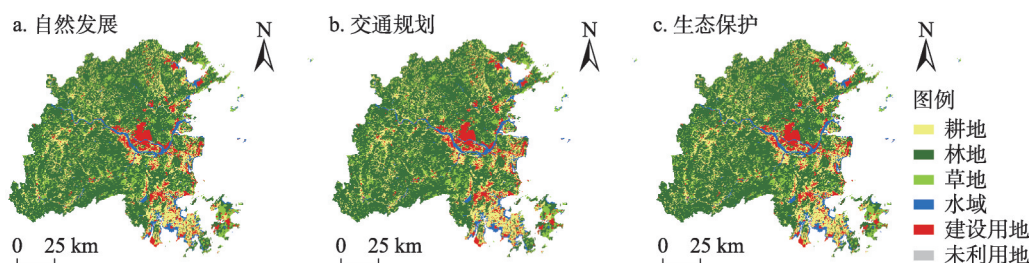 a. 自然发展
N
b. 交通规划
N
c. 生态保护
N
图例
耕地
林地
草地
水域
建设用地
未利用地
0 25 km
0 25 km
0 25 km